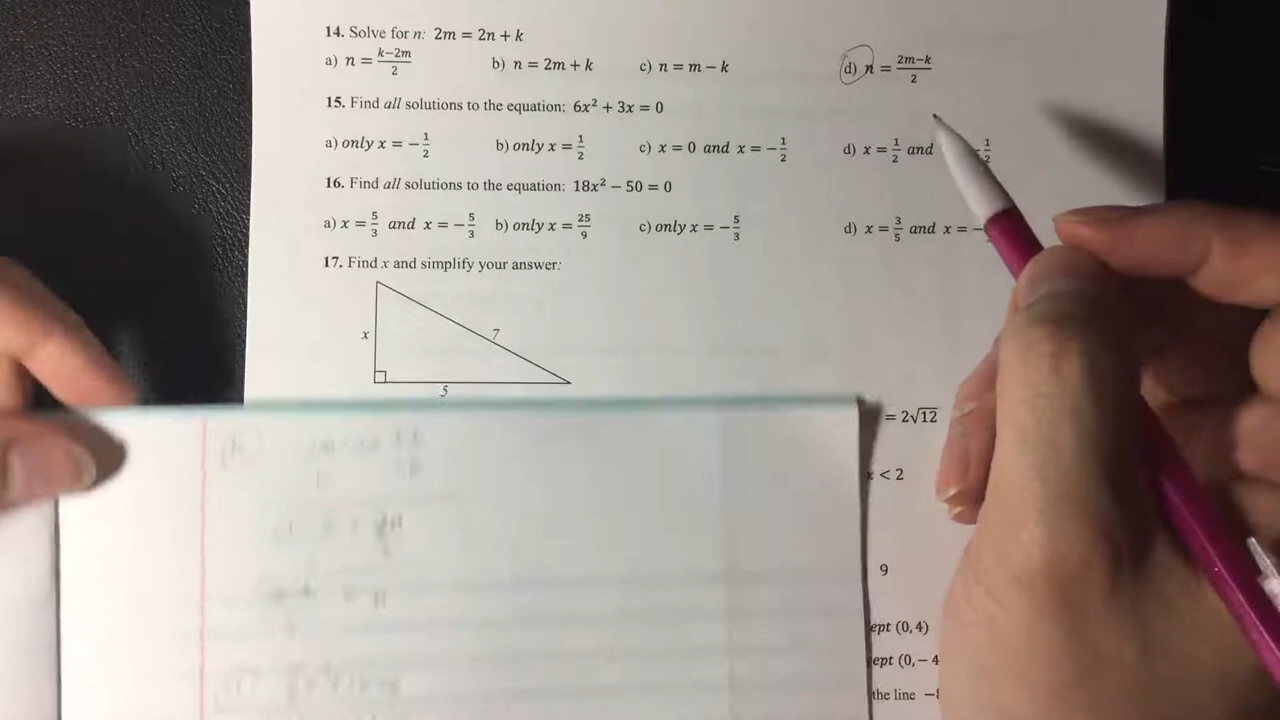 14. Solve for n: 2m = 2n + k
a) n = (k−2m)/2 b) n = 2m + k c) n = m − k d) n = (2m−k)/2
15. Find all solutions to the equation: 6x² + 3x = 0
a) only x = −1/2 b) only x = 1/2 c) x = 0 and x = −1/2 d) x = 1/2 and −1/2
16. Find all solutions to the equation: 18x² − 50 = 0
a) x = 5/3 and x = −5/3 b) only x = 25/9 c) only x = −5/3 d) x = 3/5 and x = −
17. Find x and simplify your answer:
x 7
5
= 2√12
x < 2
9
ept (0, 4)
ept (0, −4
the line −